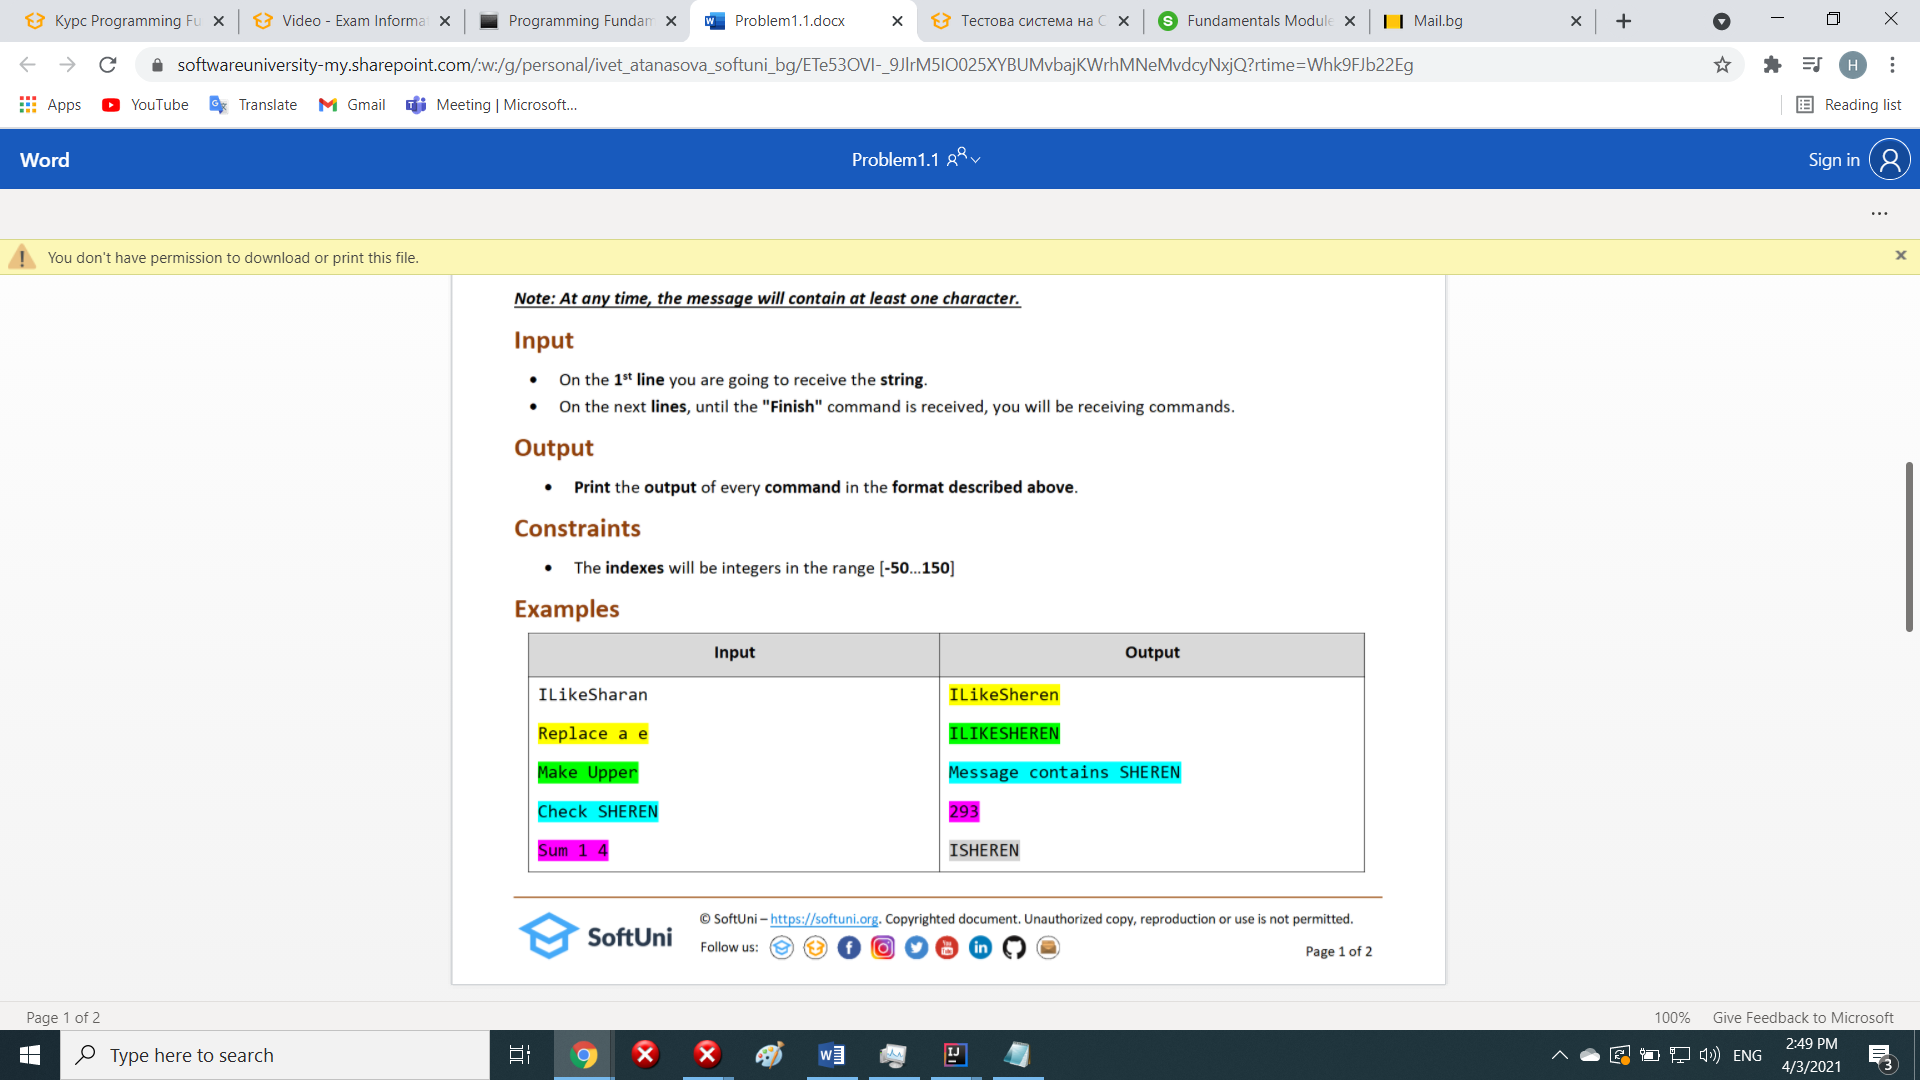 Курс Programming Fu
Video - Exam Informat
Programming Fundam
Problem1.1.docx
Тестова система на С
Fundamentals Module
Mail.bg
softwareuniversity-my.sharepoint.com/:w:/g/personal/ivet_atanasova_softuni_bg/ETe53OVI-_9JlrM5IO025XYBUMvbajKWrhMNeMvdcyNxjQ?rtime=Whk9FJb22Eg
H
Apps
YouTube
Translate
Gmail
Meeting | Microsoft...
Reading list
Word
Problem1.1
Sign in
You don't have permission to download or print this file.
Note: At any time, the message will contain at least one character.
Input
• On the 1st line you are going to receive the string.
• On the next lines, until the "Finish" command is received, you will be receiving commands.
Output
• Print the output of every command in the format described above.
Constraints
• The indexes will be integers in the range [-50...150]
Examples
Input Output
ILikeSharan ILikeSheren
Replace a e ILIKESHEREN
Make Upper Message contains SHEREN
Check SHEREN 293
Sum 1 4 ISHEREN
SoftUni
© SoftUni – https://softuni.org. Copyrighted document. Unauthorized copy, reproduction or use is not permitted.
Follow us:
Page 1 of 2
Page 1 of 2
100% Give Feedback to Microsoft
Type here to search
ENG
2:49 PM
4/3/2021
3